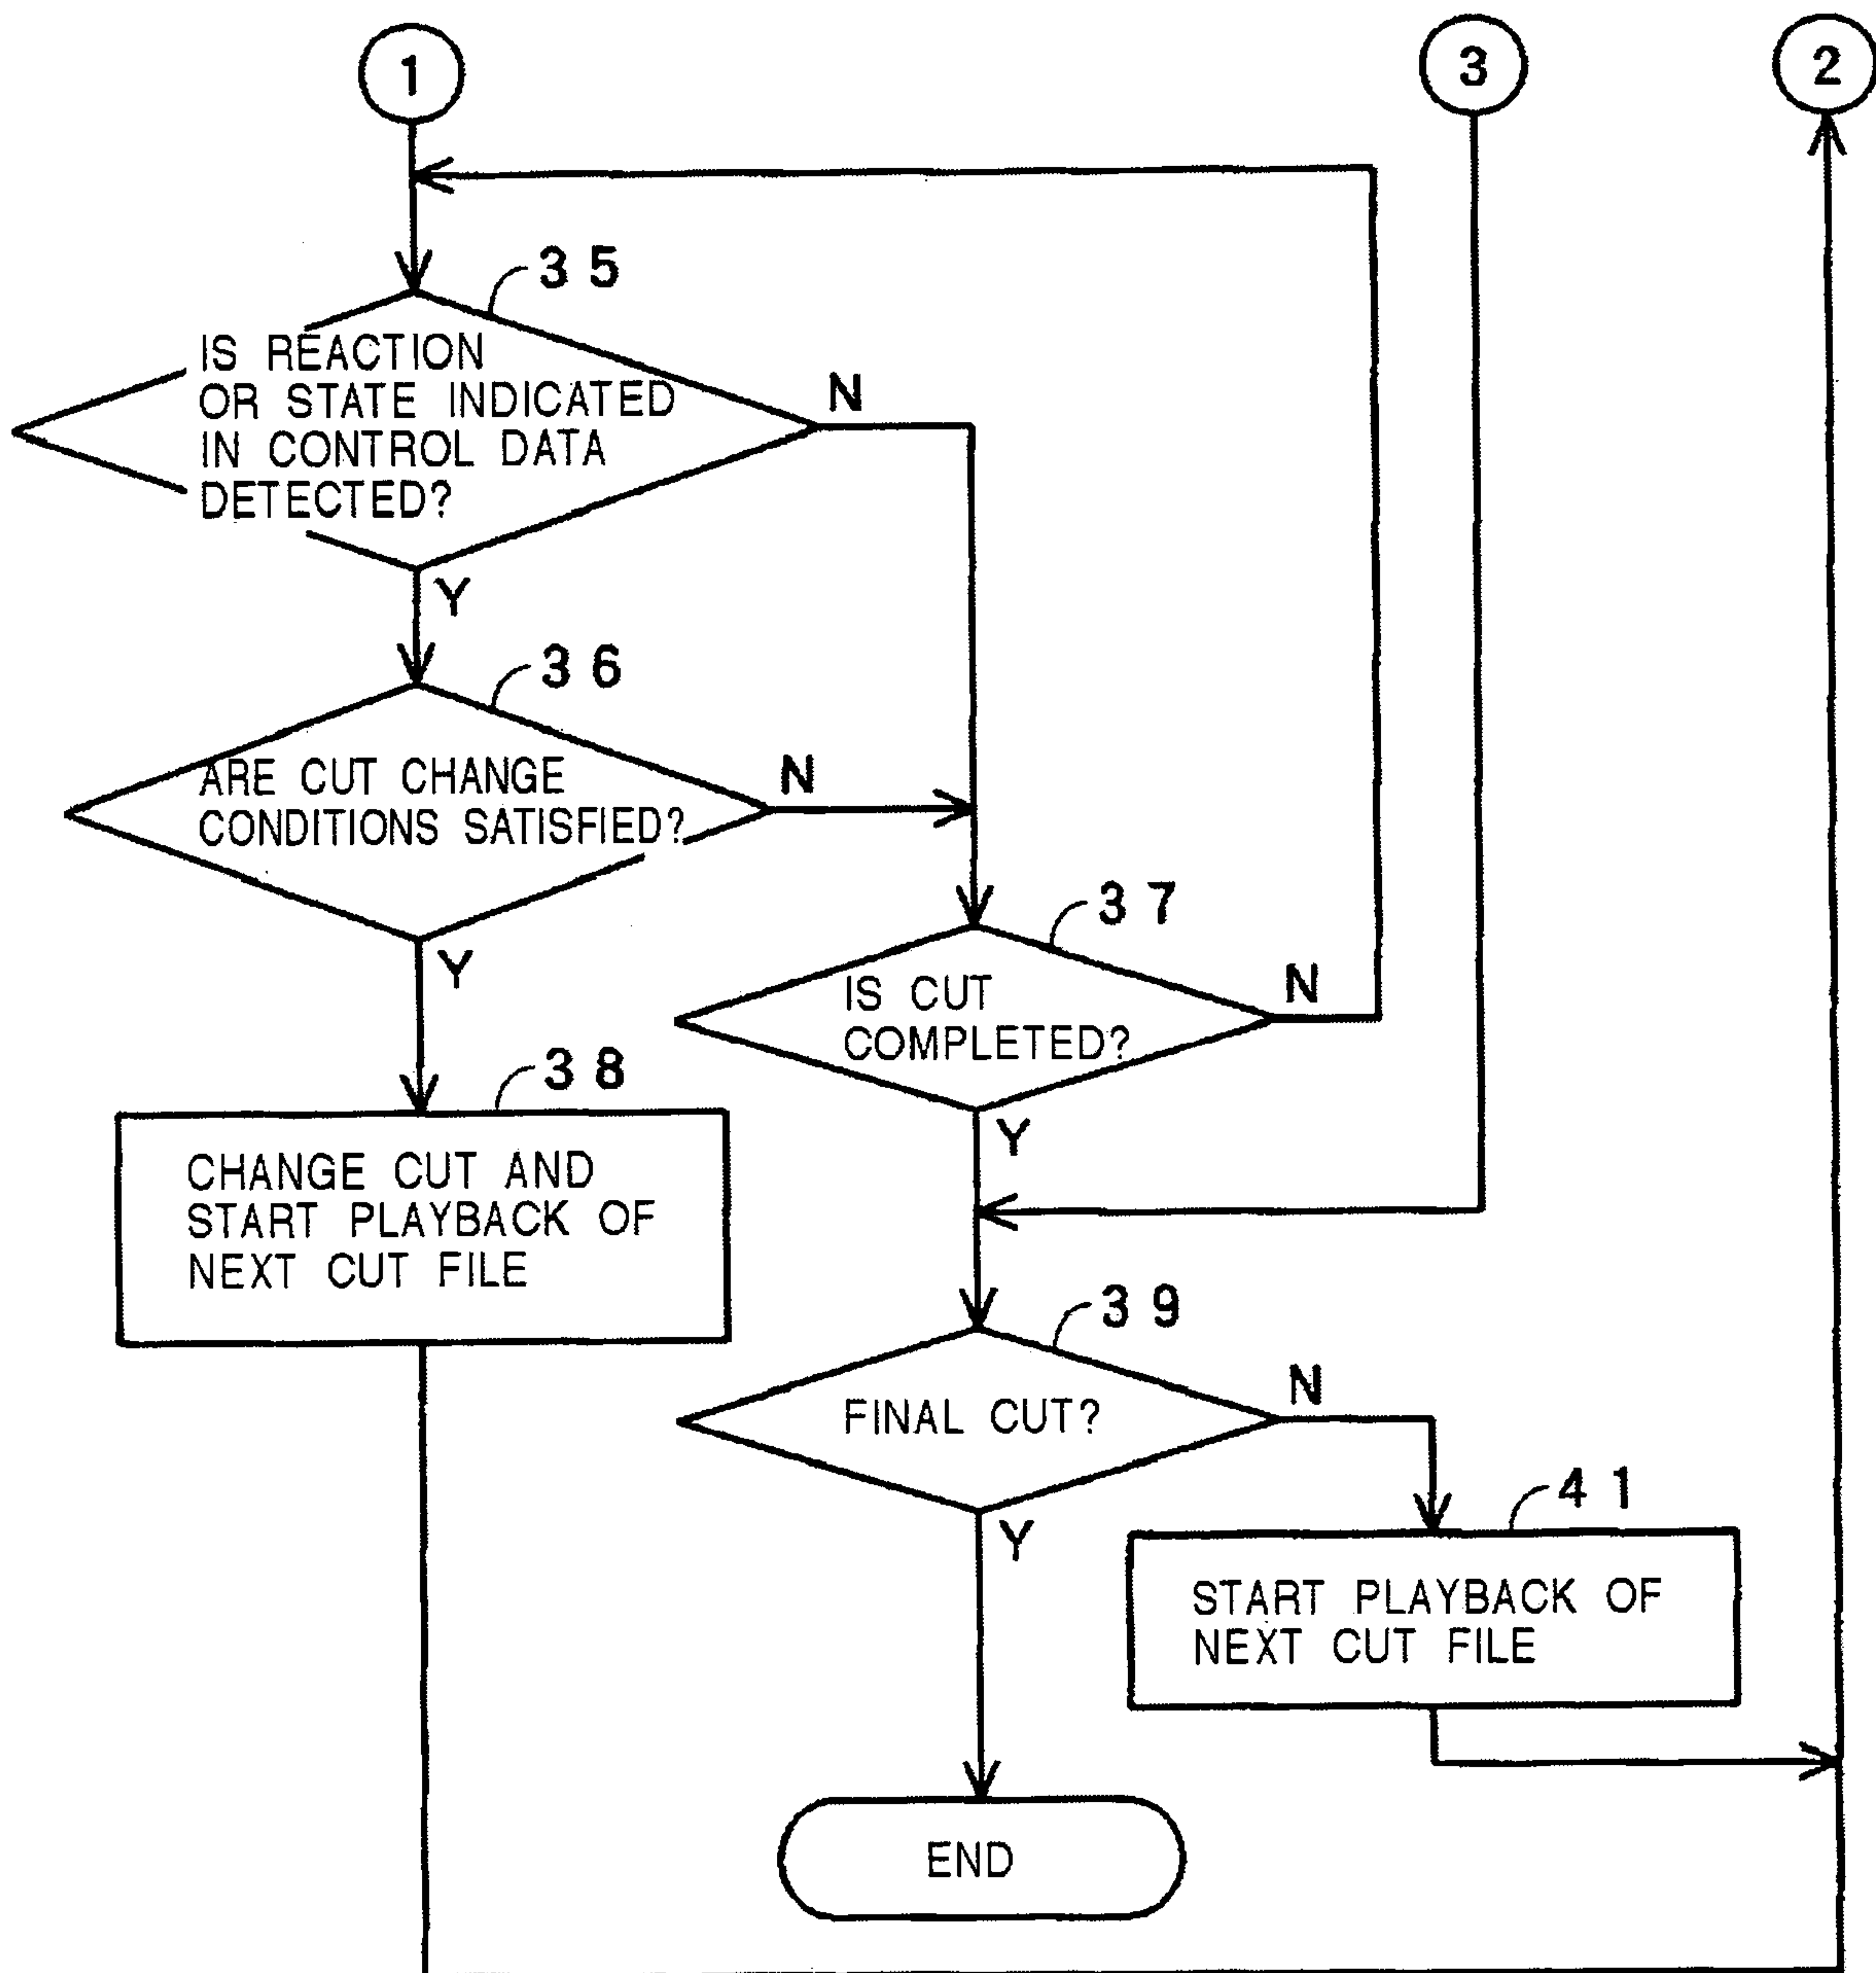 1
3
2
35
IS REACTION
OR STATE INDICATED
IN CONTROL DATA
DETECTED?
N
Y
36
ARE CUT CHANGE
CONDITIONS SATISFIED?
N
Y
37
IS CUT
COMPLETED?
N
Y
38
CHANGE CUT AND
START PLAYBACK OF
NEXT CUT FILE
39
FINAL CUT?
N
Y
41
START PLAYBACK OF
NEXT CUT FILE
END